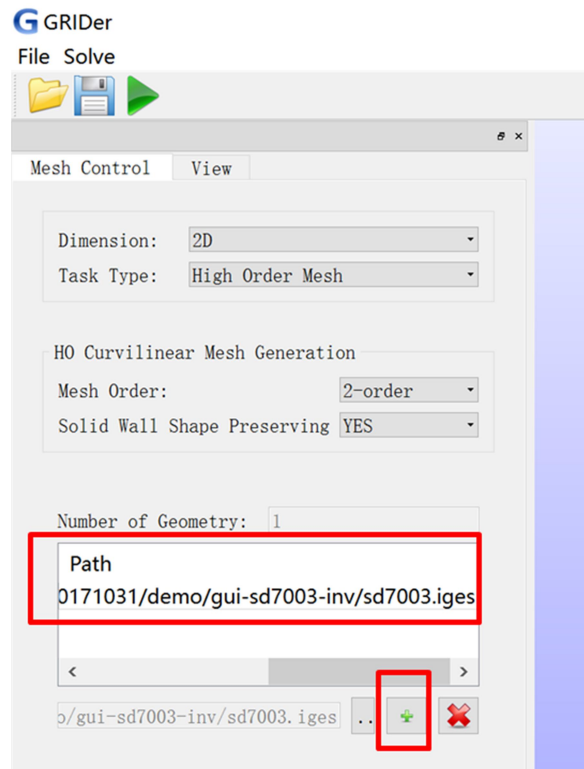 GRIDer
File Solve
Mesh Control View
Dimension: 2D
Task Type: High Order Mesh
HO Curvilinear Mesh Generation
Mesh Order: 2-order
Solid Wall Shape Preserving YES
Number of Geometry: 1
Path
0171031/demo/gui-sd7003-inv/sd7003.iges
o/gui-sd7003-inv/sd7003.iges ..